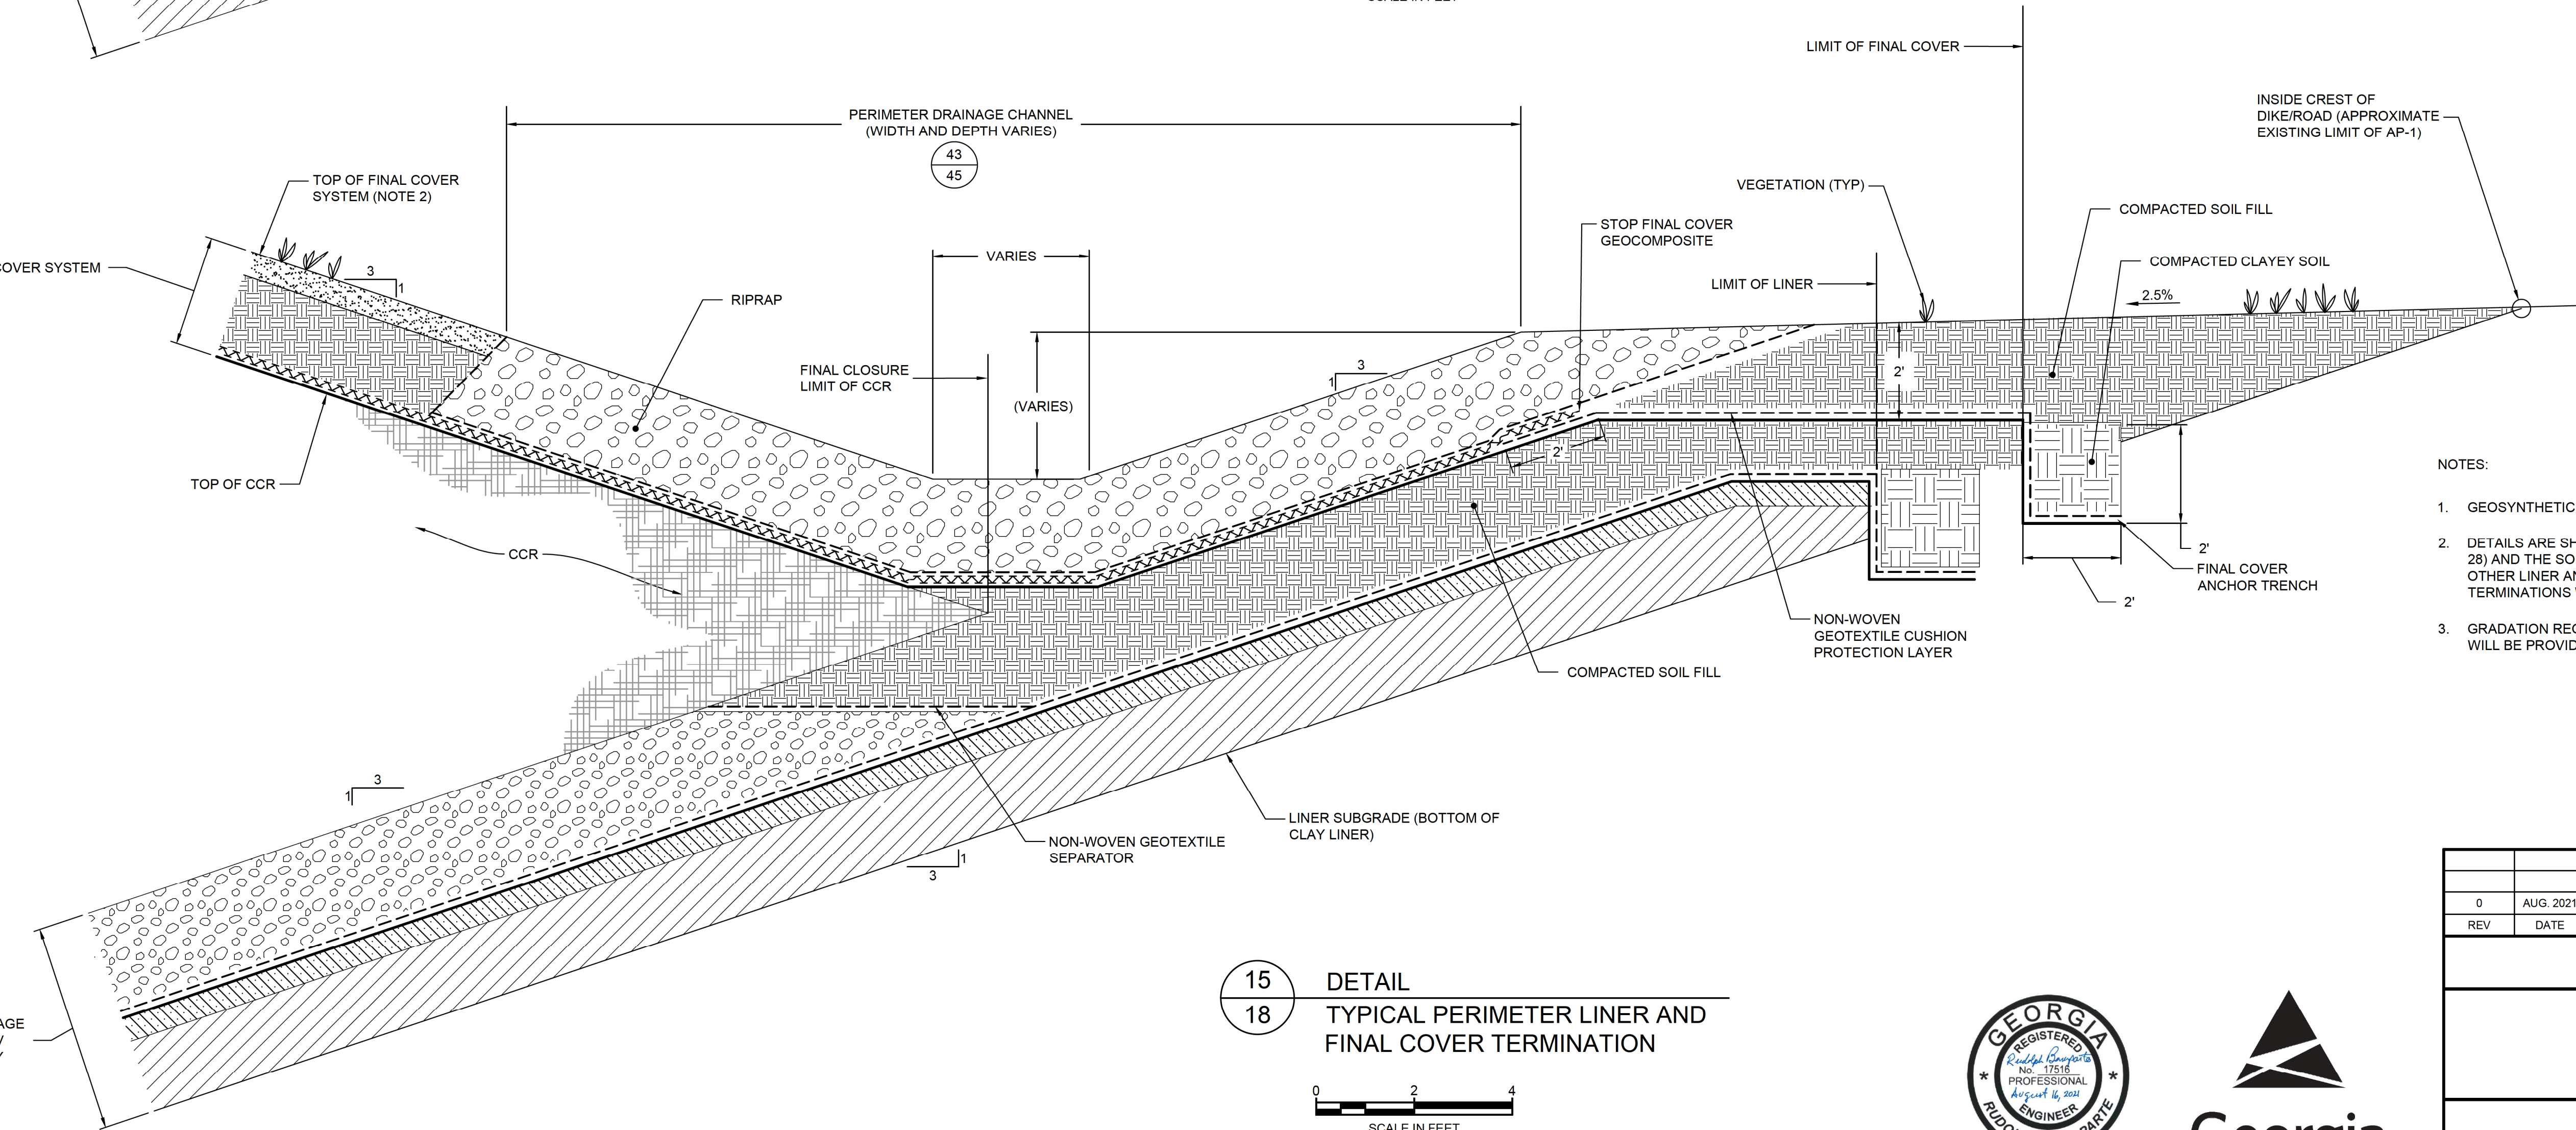 LIMIT OF FINAL COVER
INSIDE CREST OF
DIKE/ROAD (APPROXIMATE
EXISTING LIMIT OF AP-1)
PERIMETER DRAINAGE CHANNEL
(WIDTH AND DEPTH VARIES)
43
45
TOP OF FINAL COVER
SYSTEM (NOTE 2)
VEGETATION (TYP)
COMPACTED SOIL FILL
STOP FINAL COVER
GEOCOMPOSITE
COVER SYSTEM
3
1
VARIES
RIPRAP
LIMIT OF LINER
COMPACTED CLAYEY SOIL
2.5%
FINAL CLOSURE
LIMIT OF CCR
(VARIES)
3
1
2'
2'
TOP OF CCR
CCR
2'
FINAL COVER
ANCHOR TRENCH
2'
NOTES:
1. GEOSYNTHETIC
2. DETAILS ARE
28) AND THE
OTHER LINER
TERMINATIONS
3. GRADATION
WILL BE
NON-WOVEN
GEOTEXTILE CUSHION
PROTECTION LAYER
COMPACTED SOIL FILL
3
1
LINER SUBGRADE (BOTTOM OF
CLAY LINER)
NON-WOVEN GEOTEXTILE
SEPARATOR
1
3
0 AUG. 2021
REV DATE
15
18
DETAIL
TYPICAL PERIMETER LINER AND
FINAL COVER TERMINATION
0 2 4
SCALE IN FEET
GEORGIA
REGISTERED
No. 17516
PROFESSIONAL
August 16, 2021
ENGINEER
Georgia